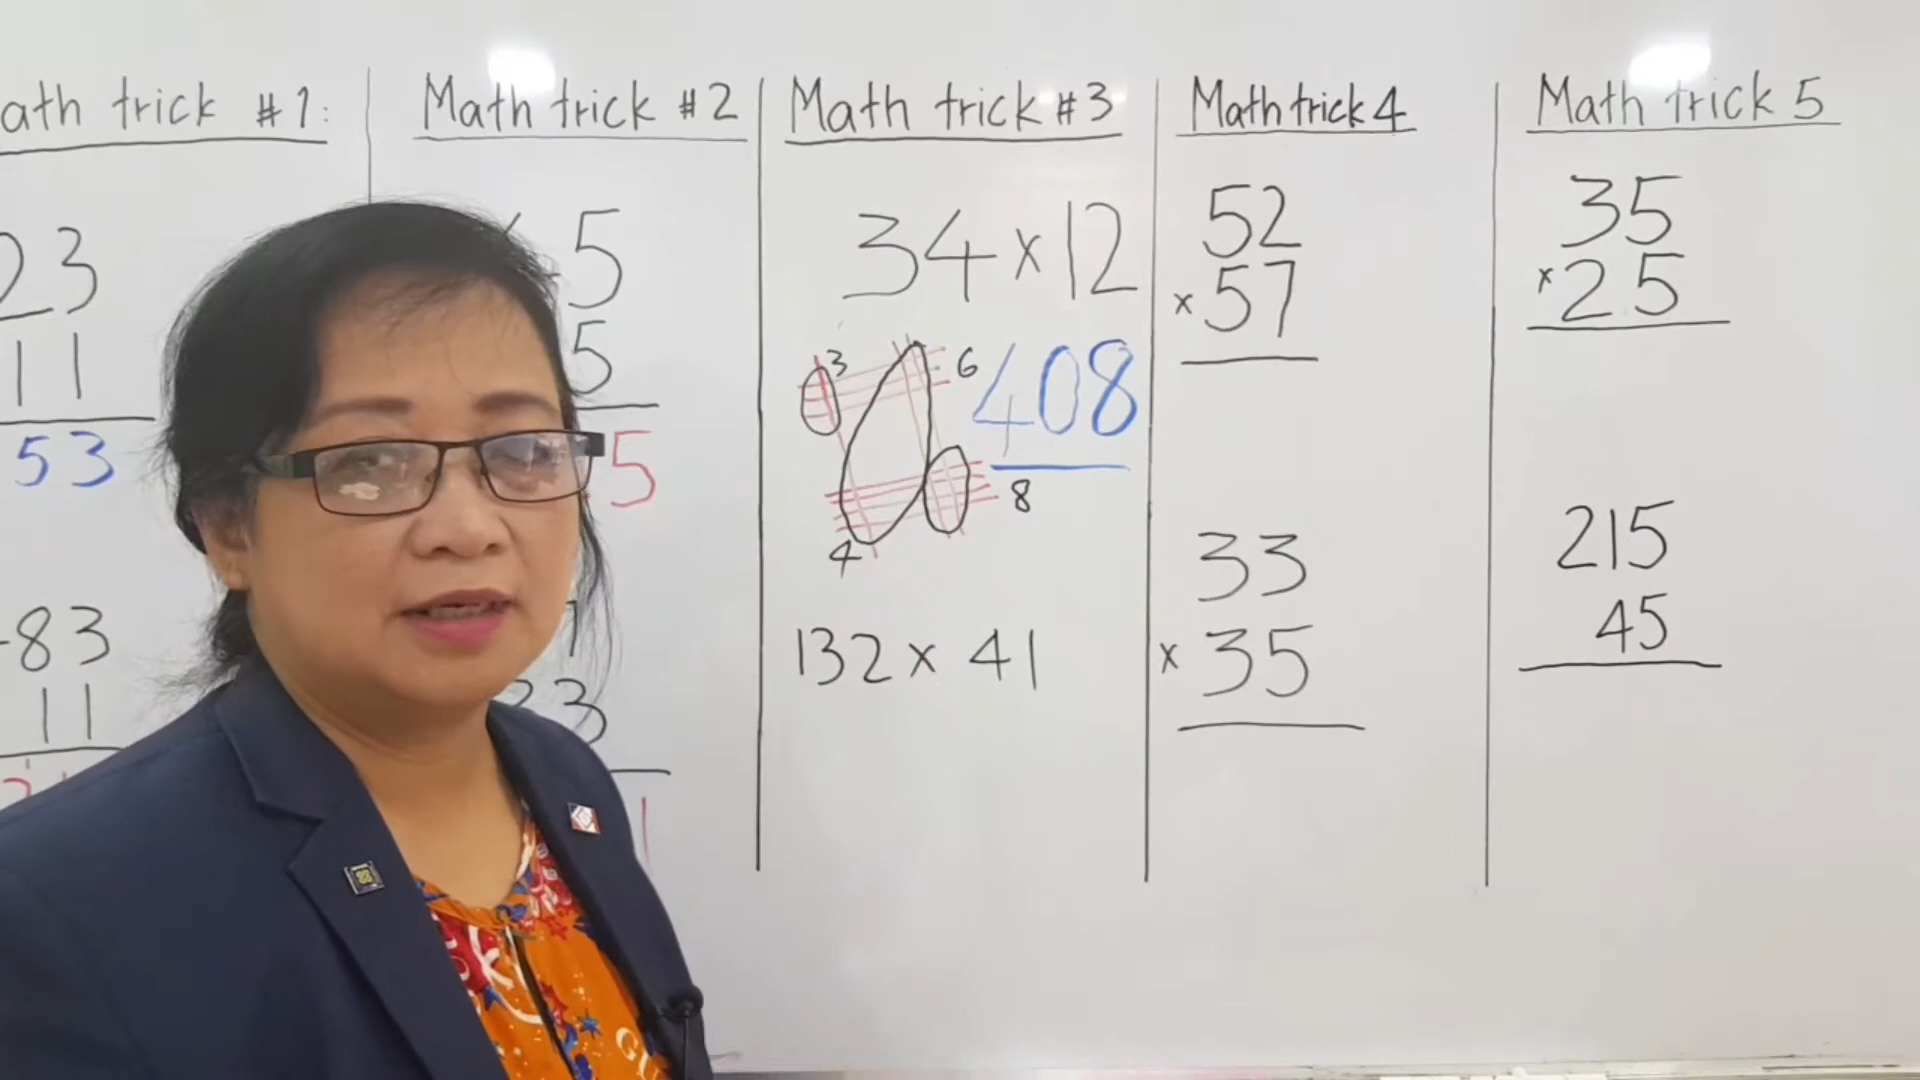 ath trick #1:
23
11
53
83
11
Math trick #2
5
5
5
7
23
1
Math trick #3
34 x 12
3
6
408
8
4
132 x 41
Math trick 4
52
x 57
33
x 35
Math trick 5
35
x 25
215
45